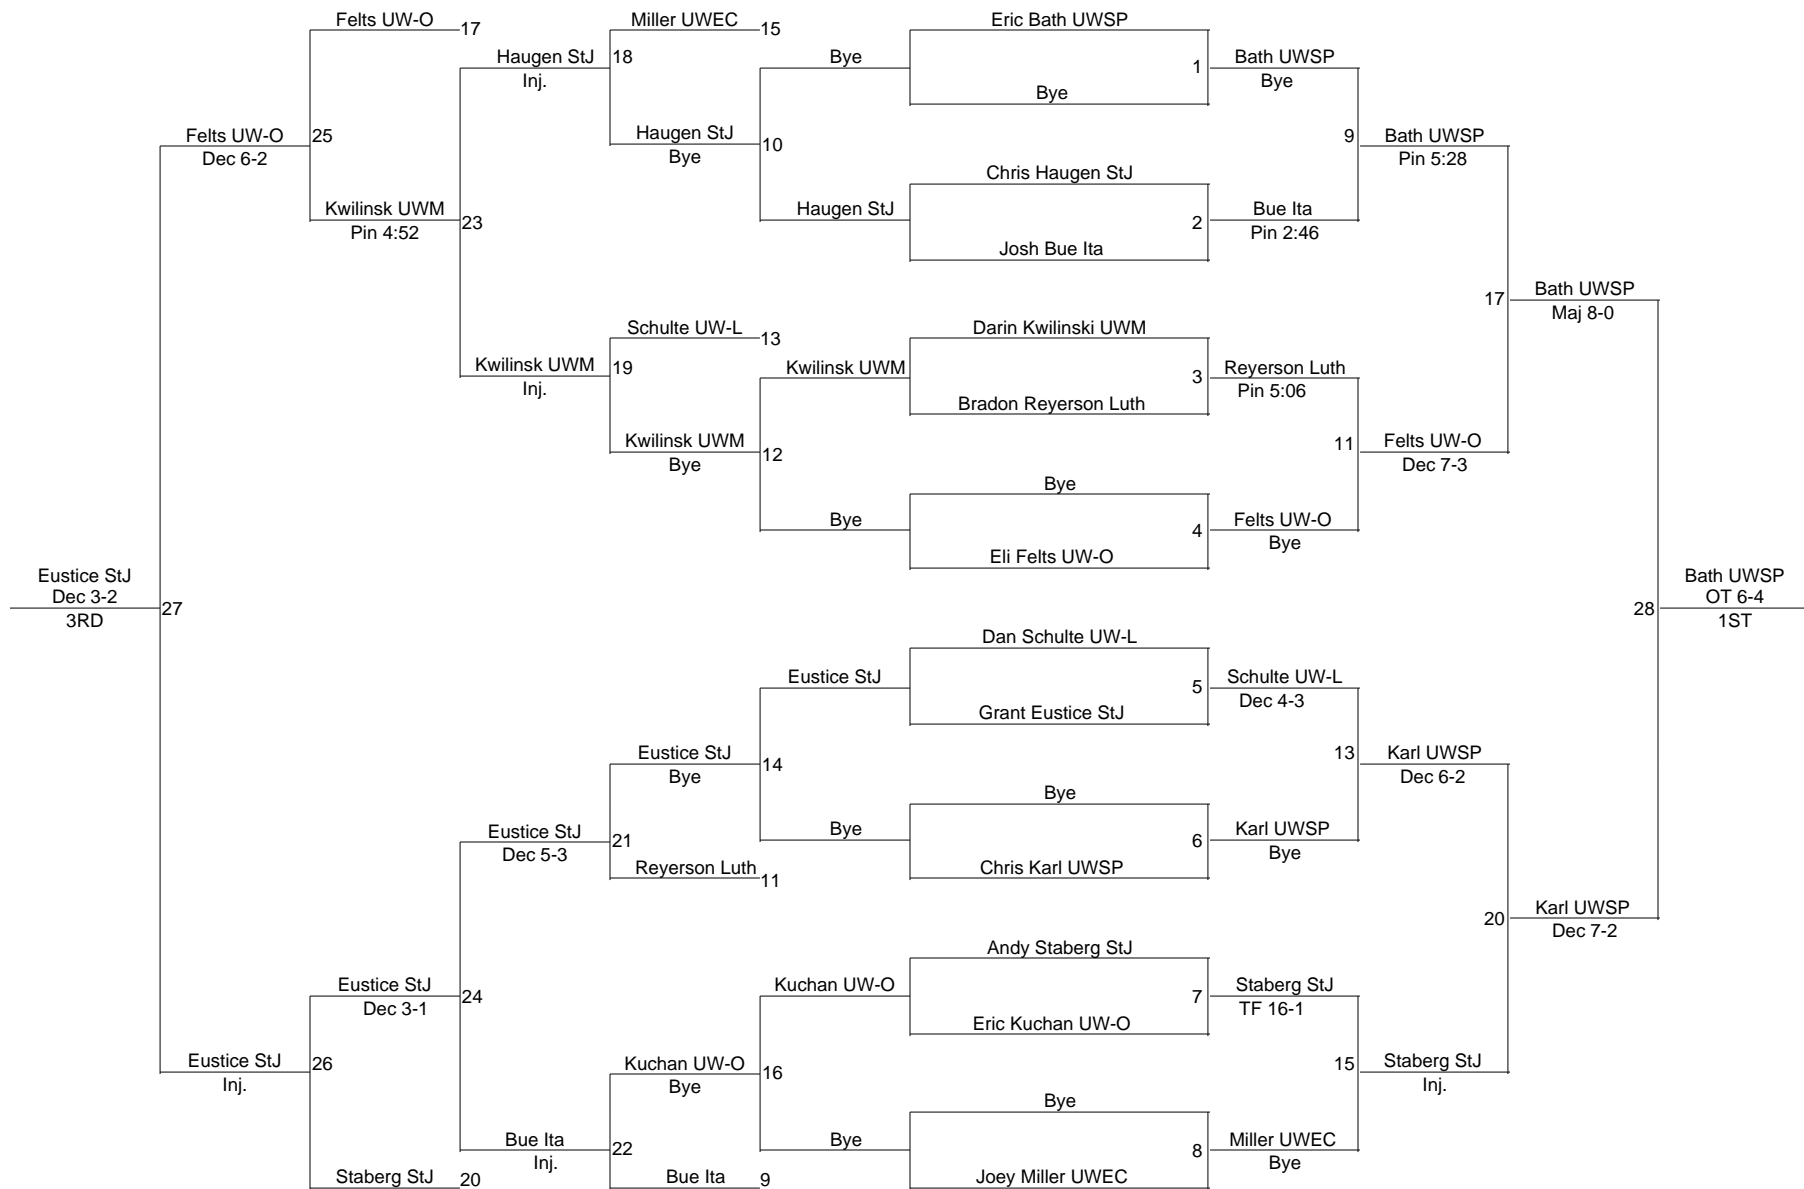 Felts UW-O
17
Miller UWEC
15
Eric Bath UWSP
Haugen StJ
18
Inj.
Bye
1
Bath UWSP
Bye
Bye
Felts UW-O
25
Dec 6-2
Haugen StJ
10
Bye
9
Bath UWSP
Pin 5:28
Chris Haugen StJ
Kwilinsk UWM
23
Pin 4:52
Haugen StJ
2
Bue Ita
Pin 2:46
Josh Bue Ita
17
Bath UWSP
Maj 8-0
Schulte UW-L
13
Darin Kwilinski UWM
Kwilinsk UWM
19
Inj.
Kwilinsk UWM
3
Reyerson Luth
Pin 5:06
Bradon Reyerson Luth
Kwilinsk UWM
12
Bye
11
Felts UW-O
Dec 7-3
Bye
Bye
4
Felts UW-O
Bye
Eli Felts UW-O
Eustice StJ
Dec 3-2
27
3RD
28
Bath UWSP
OT 6-4
1ST
Dan Schulte UW-L
Eustice StJ
5
Schulte UW-L
Dec 4-3
Grant Eustice StJ
Eustice StJ
14
Bye
13
Karl UWSP
Dec 6-2
Bye
Eustice StJ
21
Dec 5-3
Bye
6
Karl UWSP
Bye
Reyerson Luth
11
Chris Karl UWSP
20
Karl UWSP
Dec 7-2
Andy Staberg StJ
Eustice StJ
24
Dec 3-1
Kuchan UW-O
7
Staberg StJ
TF 16-1
Eric Kuchan UW-O
Eustice StJ
26
Inj.
Kuchan UW-O
16
Bye
15
Staberg StJ
Inj.
Bye
Bue Ita
22
Inj.
Bye
8
Miller UWEC
Bye
Staberg StJ
20
Bue Ita
9
Joey Miller UWEC